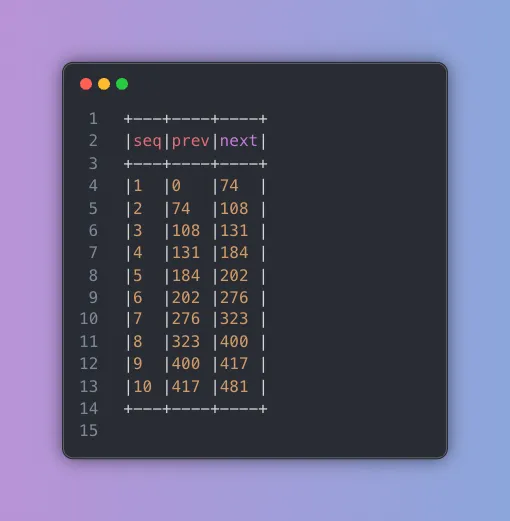 1 +---+----+----+
2 |seq|prev|next|
3 +---+----+----+
4 |1  |0   |74  |
5 |2  |74  |108 |
6 |3  |108 |131 |
7 |4  |131 |184 |
8 |5  |184 |202 |
9 |6  |202 |276 |
10 |7  |276 |323 |
11 |8  |323 |400 |
12 |9  |400 |417 |
13 |10 |417 |481 |
14 +---+----+----+
15